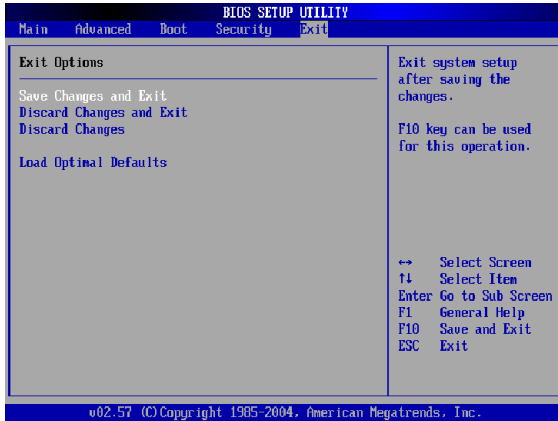 BIOS SETUP UTILITY
Main Advanced Boot Security Exit
Exit Options
Save Changes and Exit
Discard Changes and Exit
Discard Changes
Load Optimal Defaults
Exit system setup
after saving the
changes.
F10 key can be used
for this operation.
↔ Select Screen
↑↓ Select Item
Enter Go to Sub Screen
F1 General Help
F10 Save and Exit
ESC Exit
v02.57 (C)Copyright 1985-2004, American Megatrends, Inc.